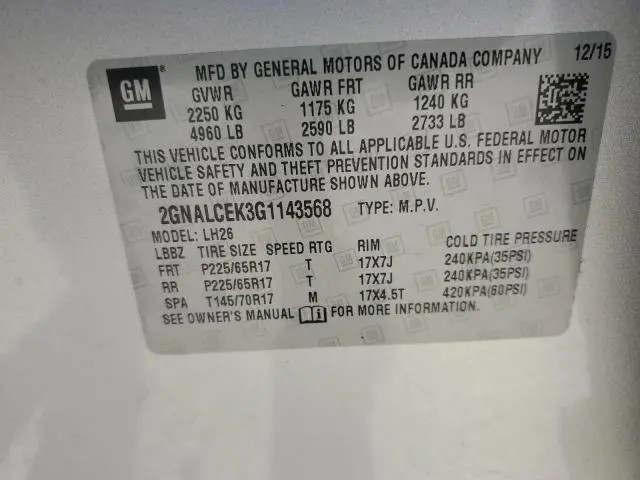 GM ® MFD BY GENERAL MOTORS OF CANADA COMPANY 12/15
GVWR GAWR FRT GAWR RR
2250 KG 1175 KG 1240 KG
4960 LB 2590 LB 2733 LB
THIS VEHICLE CONFORMS TO ALL APPLICABLE U.S. FEDERAL MOTOR
VEHICLE SAFETY AND THEFT PREVENTION STANDARDS IN EFFECT ON
THE DATE OF MANUFACTURE SHOWN ABOVE.
2GNALCEK3G1143568 TYPE: M.P.V.
MODEL: LH26
LBBZ TIRE SIZE SPEED RTG RIM COLD TIRE PRESSURE
FRT P225/65R17 T 17X7J 240KPA(35PSI)
RR P225/65R17 T 17X7J 240KPA(35PSI)
SPA T145/70R17 M 17X4.5T 420KPA(60PSI)
SEE OWNER'S MANUAL FOR MORE INFORMATION.